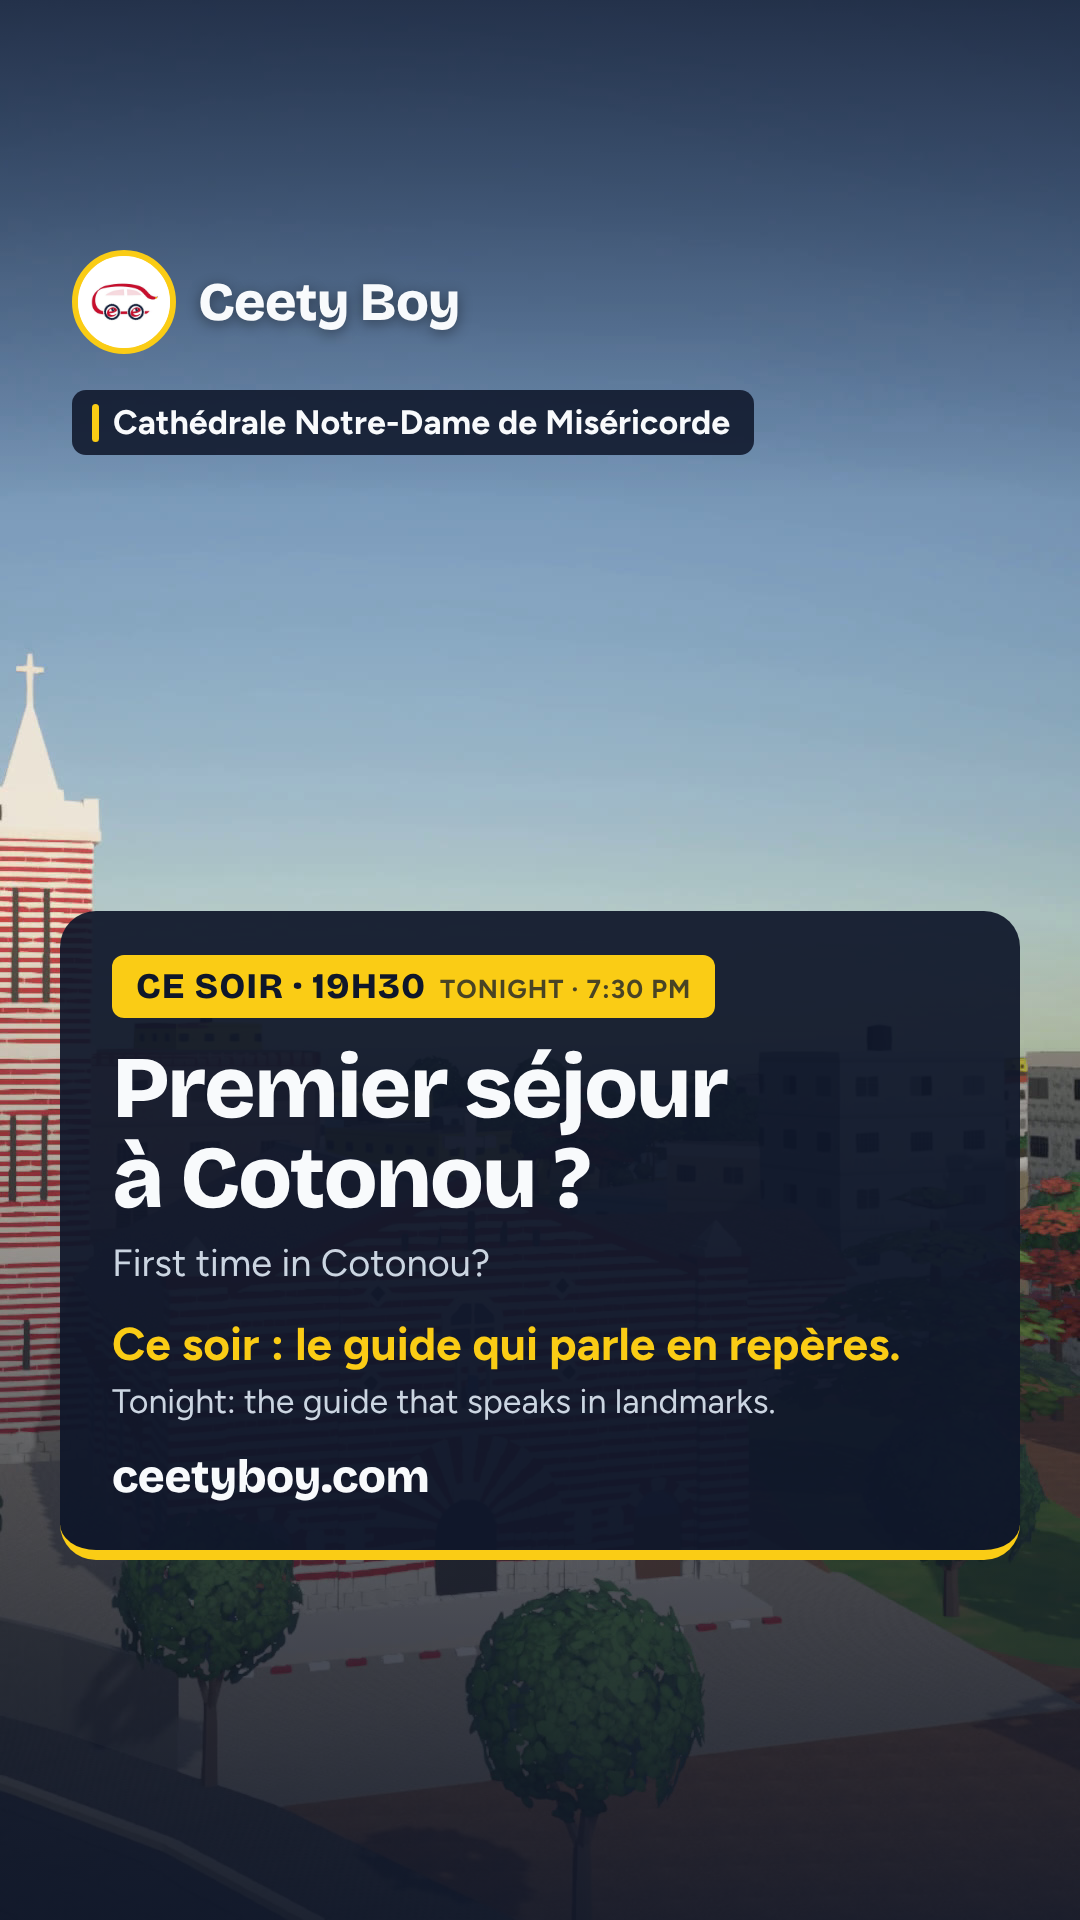 Ceety Boy
Cathédrale Notre-Dame de Miséricorde
CE SOIR · 19H30 TONIGHT · 7:30 PM
Premier séjour
à Cotonou ?
First time in Cotonou?
Ce soir : le guide qui parle en repères.
Tonight: the guide that speaks in landmarks.
ceetyboy.com